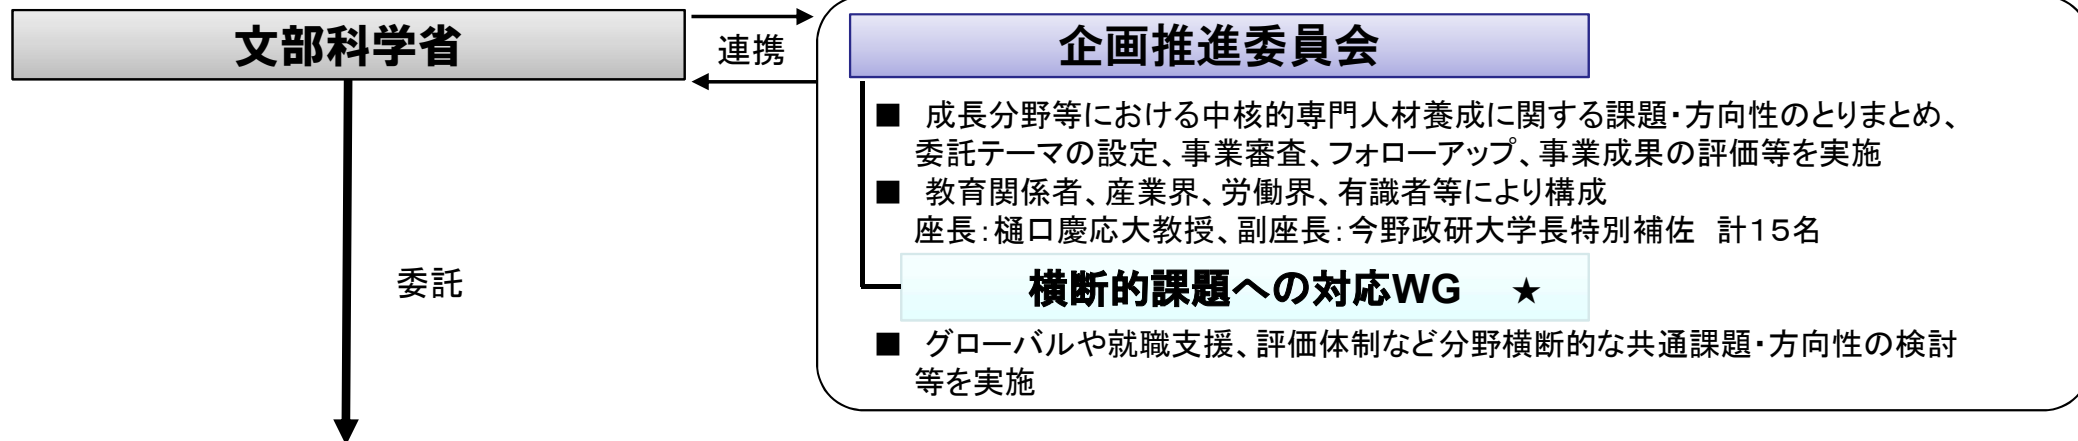 文部科学省
連携
企画推進委員会
■ 成長分野等における中核的専門人材養成に関する課題・方向性のとりまとめ、
委託テーマの設定、事業審査、フォローアップ、事業成果の評価等を実施
■ 教育関係者、産業界、労働界、有識者等により構成
座長：樋口慶応大教授、副座長：今野政研大学長特別補佐 計１５名
委託
横断的課題への対応WG ★
■ グローバルや就職支援、評価体制など分野横断的な共通課題・方向性の検討
等を実施